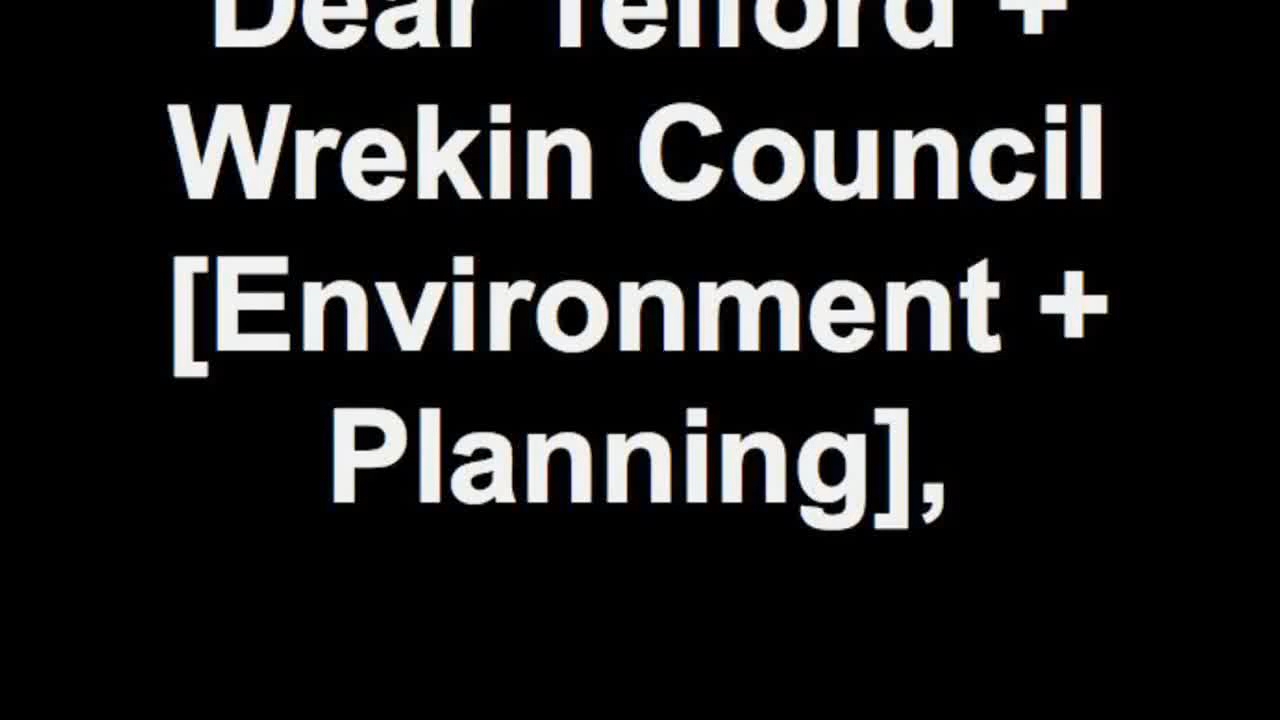 Dear Telford +
Wrekin Council
[Environment +
Planning],